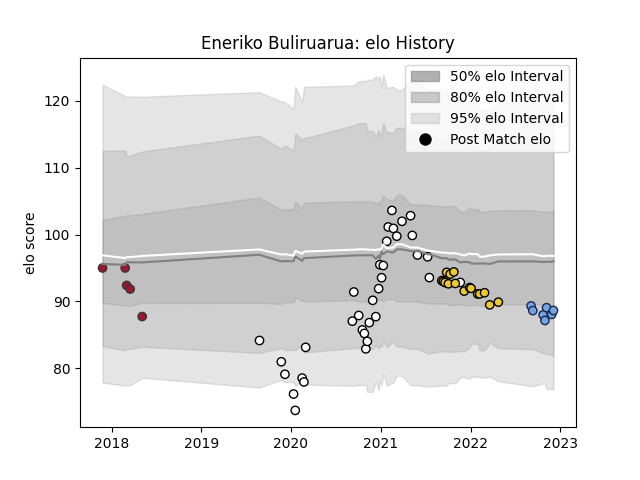 Eneriko Buliruarua: elo History
50% elo Interval
80% elo Interval
95% elo Interval
Post Match elo
elo score
120
110
100
90
80
2018 2019 2020 2021 2022 2023